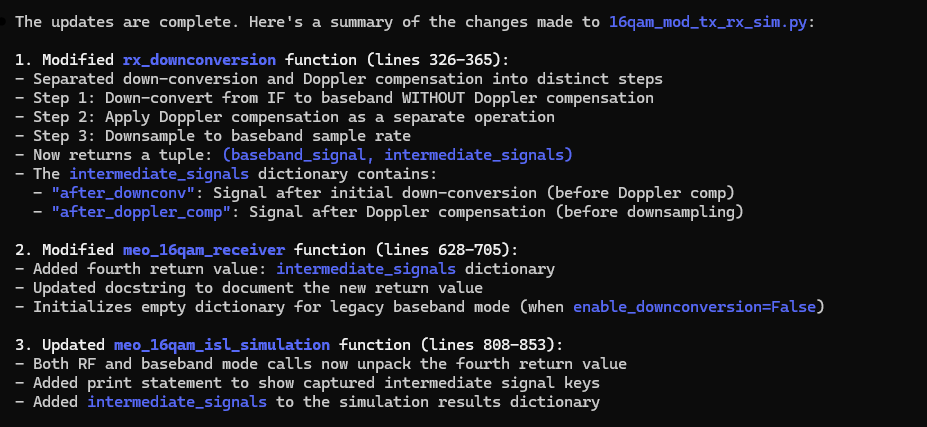 The updates are complete. Here's a summary of the changes made to 16qam_mod_tx_rx_sim.py:
1. Modified rx_downconversion function (lines 326-365):
- Separated down-conversion and Doppler compensation into distinct steps
- Step 1: Down-convert from IF to baseband WITHOUT Doppler compensation
- Step 2: Apply Doppler compensation as a separate operation
- Step 3: Downsample to baseband sample rate
- Now returns a tuple: (baseband_signal, intermediate_signals)
- The intermediate_signals dictionary contains:
  - "after_downconv": Signal after initial down-conversion (before Doppler comp)
  - "after_doppler_comp": Signal after Doppler compensation (before downsampling)
2. Modified meo_16qam_receiver function (lines 628-705):
- Added fourth return value: intermediate_signals dictionary
- Updated docstring to document the new return value
- Initializes empty dictionary for legacy baseband mode (when enable_downconversion=False)
3. Updated meo_16qam_isl_simulation function (lines 808-853):
- Both RF and baseband mode calls now unpack the fourth return value
- Added print statement to show captured intermediate signal keys
- Added intermediate_signals to the simulation results dictionary